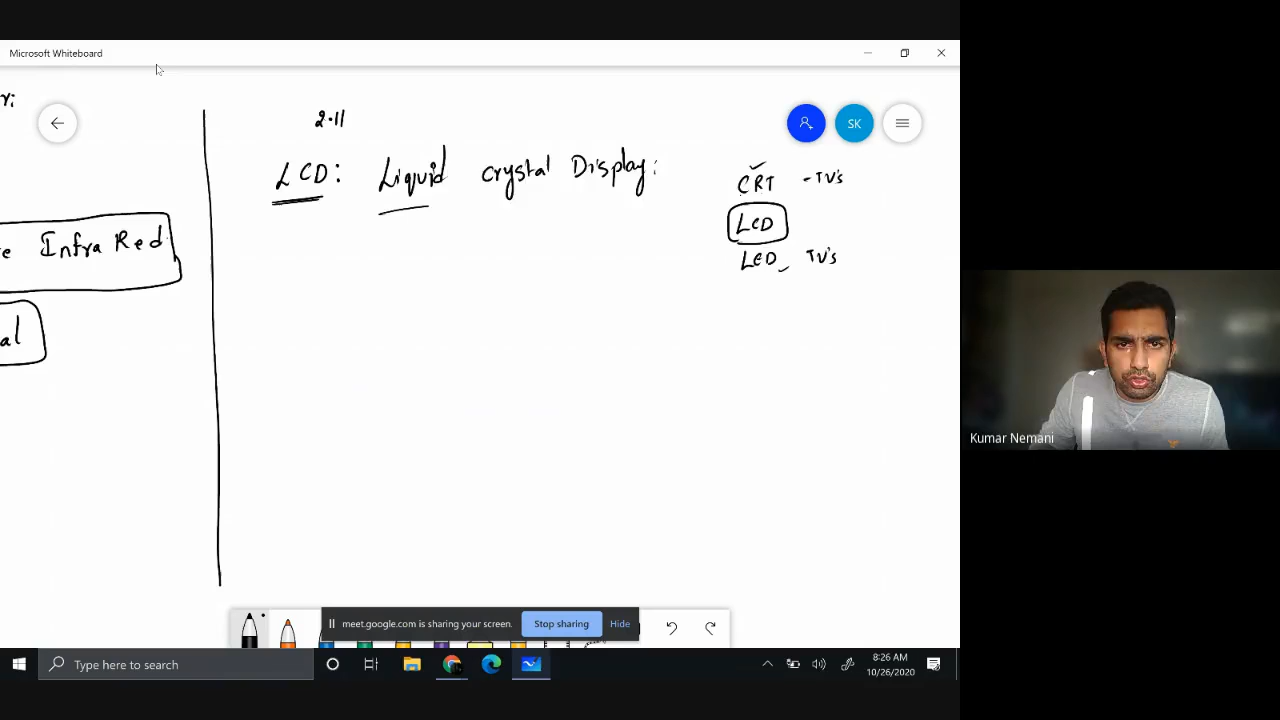 Microsoft Whiteboard
2.11
LCD: Liquid crystal Display:
CRT - TV's
LCD
LED TV's
Infra Red
SK
Kumar Nemani
meet.google.com is sharing your screen. Stop sharing Hide
Type here to search
8:26 AM
10/26/2020